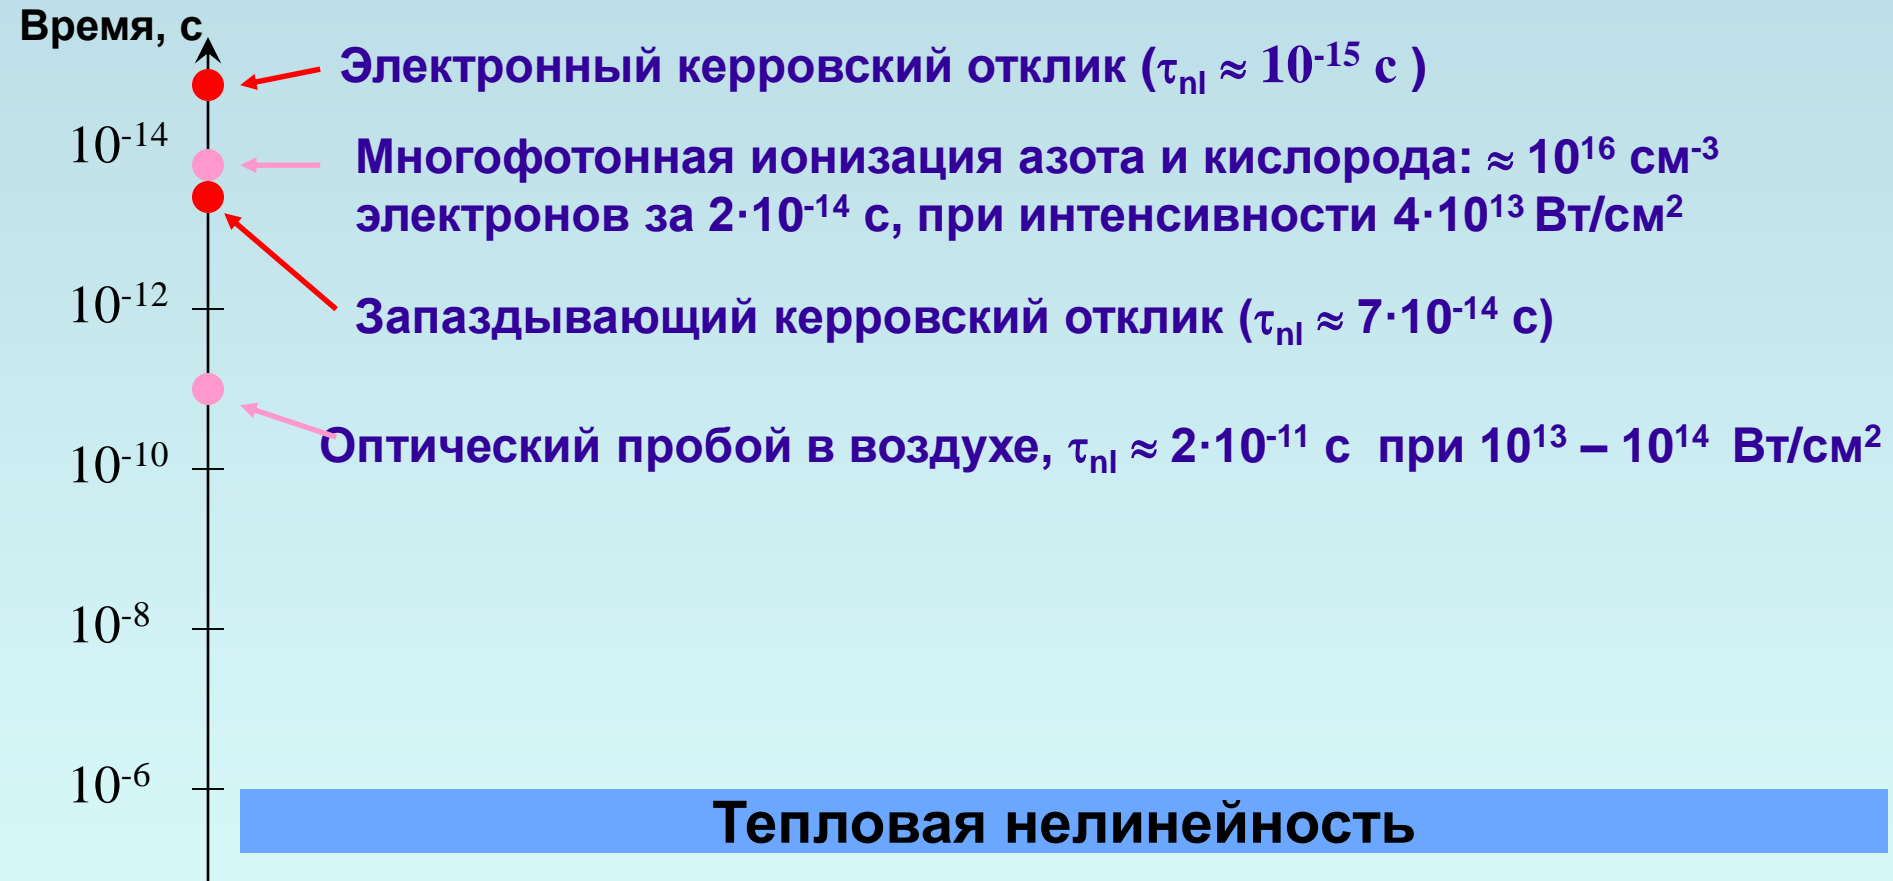 Время, с
Электронный керровский отклик (τnl ≈ 10-15 с )
10-14
Многофотонная ионизация азота и кислорода: ≈ 1016 см-3
электронов за 2·10-14 с, при интенсивности 4·1013 Вт/см2
10-12
Запаздывающий керровский отклик (τnl ≈ 7·10-14 с)
Оптический пробой в воздухе, τnl ≈ 2·10-11 с при 1013 – 1014 Вт/см2
10-10
10-8
10-6
Тепловая нелинейность